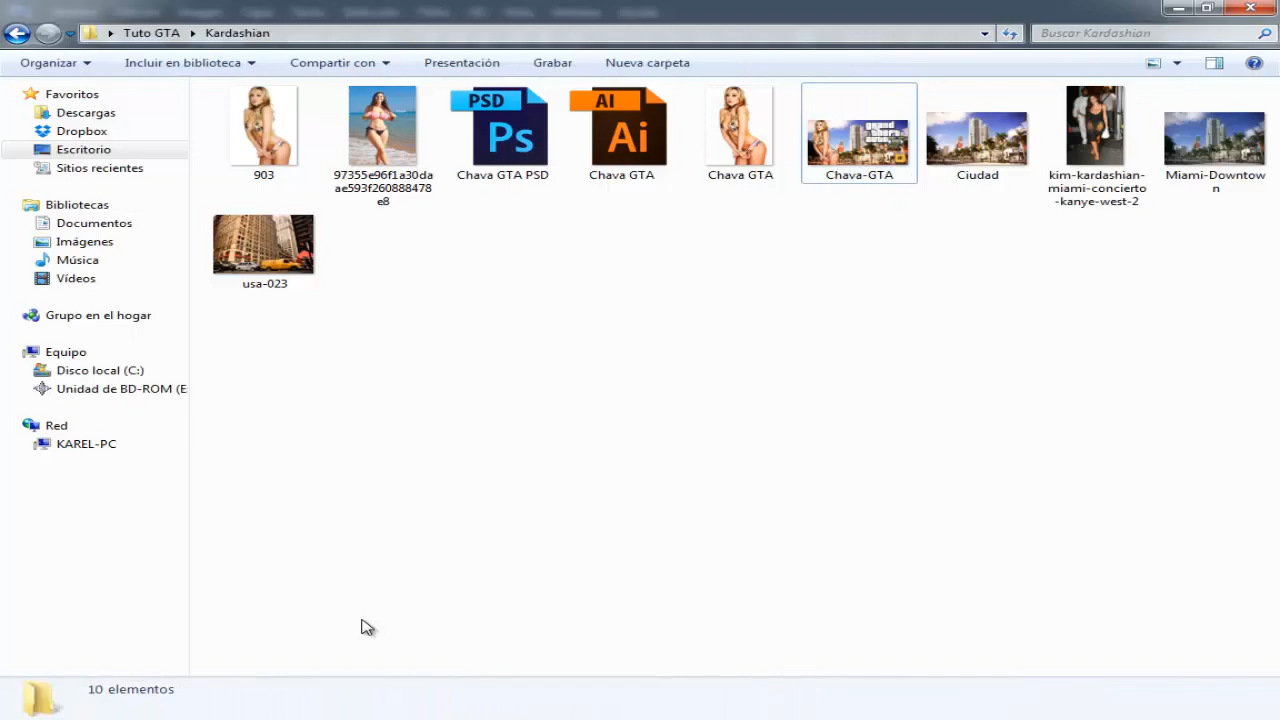 Tuto GTA
Kardashian
Buscar Kardashian
Organizar
Incluir en biblioteca
Compartir con
Presentación
Grabar
Nueva carpeta
Favoritos
Descargas
Dropbox
Escritorio
Sitios recientes
Bibliotecas
Documentos
Imágenes
Música
Vídeos
Grupo en el hogar
Equipo
Disco local (C:)
Unidad de BD-ROM (E
Red
KAREL-PC
903
97355e96f1a30da
ae593f260888478
e8
PSD
Ps
Chava GTA PSD
AI
Ai
Chava GTA
Chava GTA
grand
theft
auto
Chava-GTA
Ciudad
kim-kardashian-
miami-concierto
-kanye-west-2
Miami-Downtow
n
usa-023
10 elementos